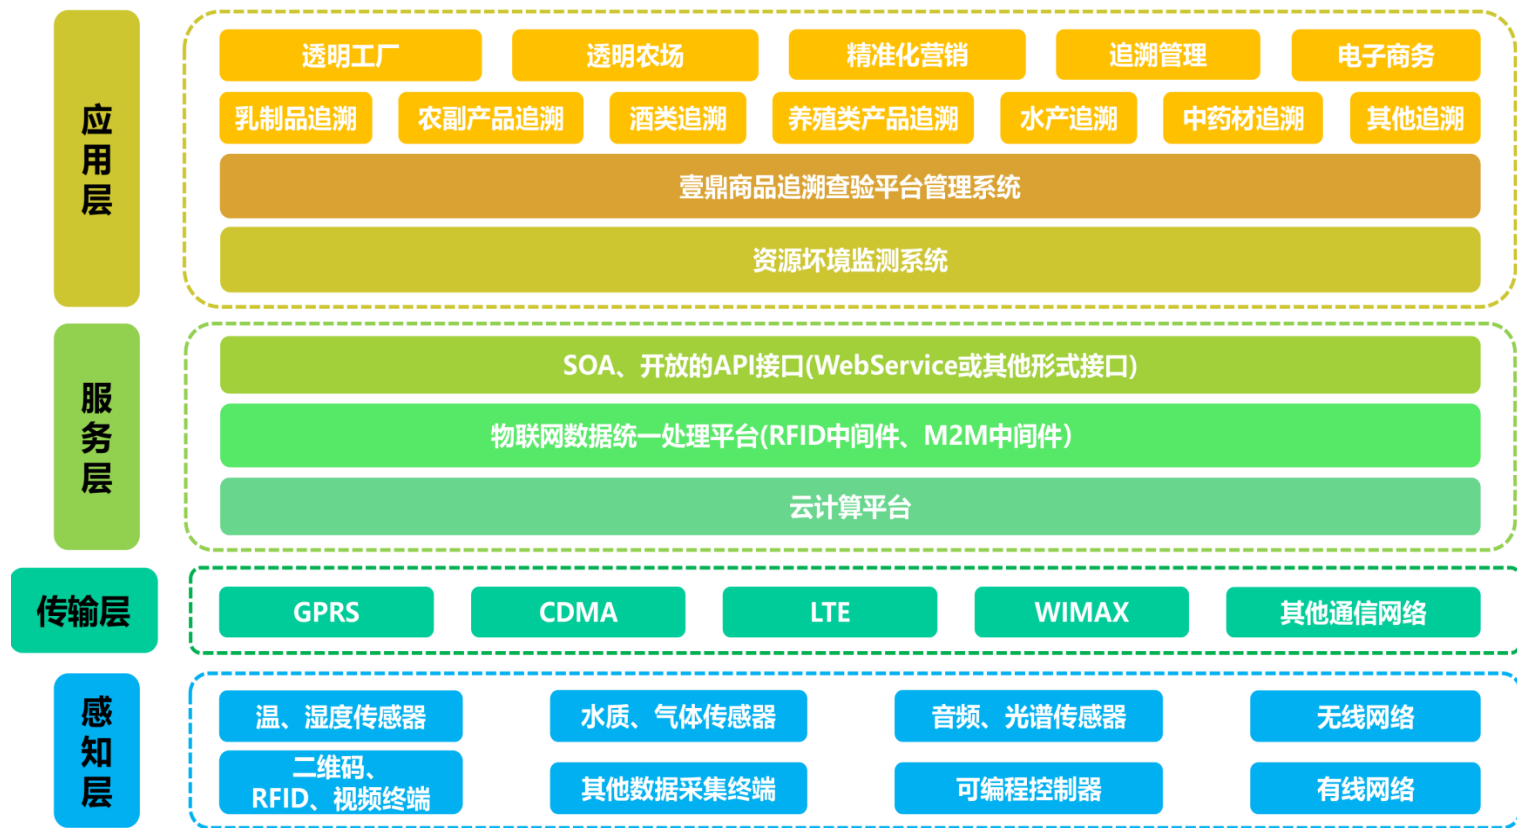 应用层
透明工厂
透明农场
精准化营销
追溯管理
电子商务
乳制品追溯
农副产品追溯
酒类追溯
养殖类产品追溯
水产追溯
中药材追溯
其他追溯
壹鼎商品追溯查验平台管理系统
资源坏境监测系统
服务层
SOA、开放的API接口(WebService或其他形式接口)
物联网数据统一处理平台(RFID中间件、M2M中间件）
云计算平台
传输层
GPRS
CDMA
LTE
WIMAX
其他通信网络
感知层
温、湿度传感器
水质、气体传感器
音频、光谱传感器
无线网络
二维码、
RFID、视频终端
其他数据采集终端
可编程控制器
有线网络